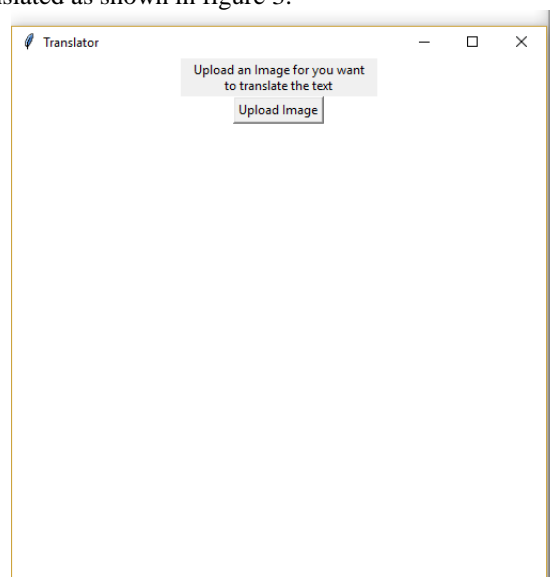 slated as shown in figure 3.
Translator
Upload an Image for you want
to translate the text
Upload Image